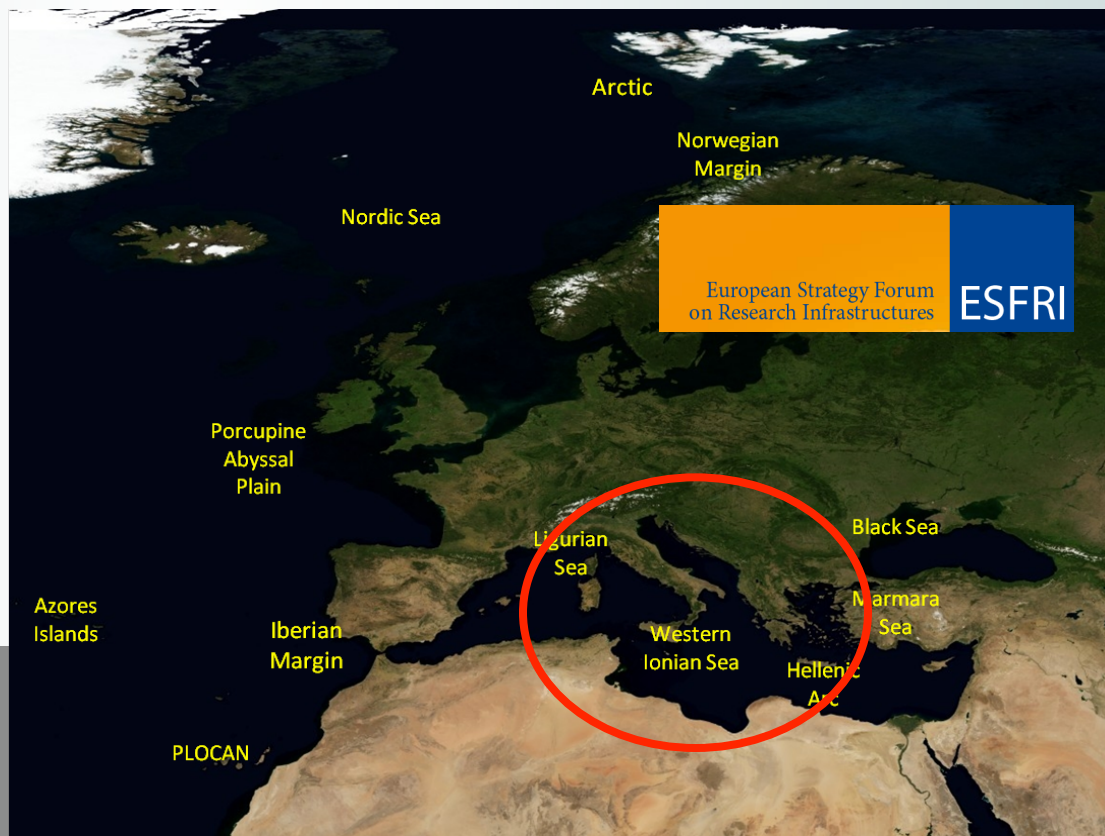 Arctic
Norwegian
Margin
Nordic Sea
European Strategy Forum
on Research Infrastructures
ESFRI
Porcupine
Abyssal
Plain
Black Sea
Ligurian
Sea
Azores
Islands
Iberian
Margin
Western
Ionian Sea
Marmara
Sea
Hellenic
Arc
PLOCAN